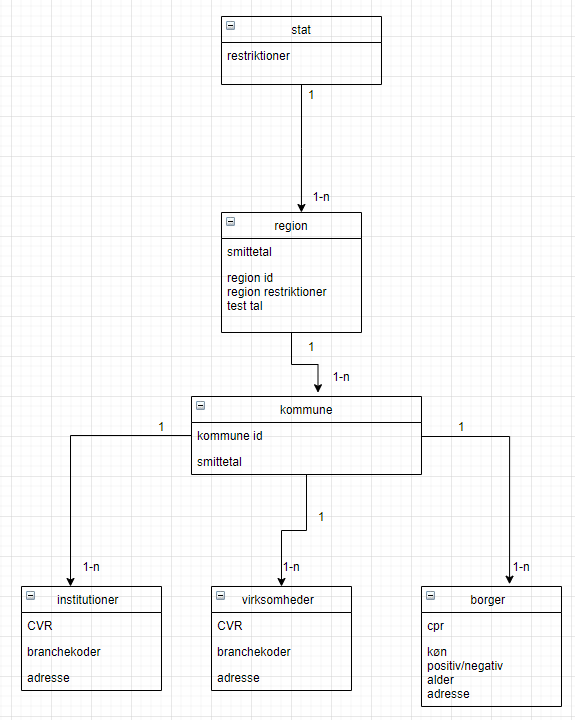 stat
restriktioner
1
1-n
region
smittetal
region id
region restriktioner
test tal
1
1-n
kommune
kommune id
smittetal
1
1
1
1-n
1-n
1-n
institutioner
CVR
branchekoder
adresse
virksomheder
CVR
branchekoder
adresse
borger
cpr
køn
positiv/negativ
alder
adresse